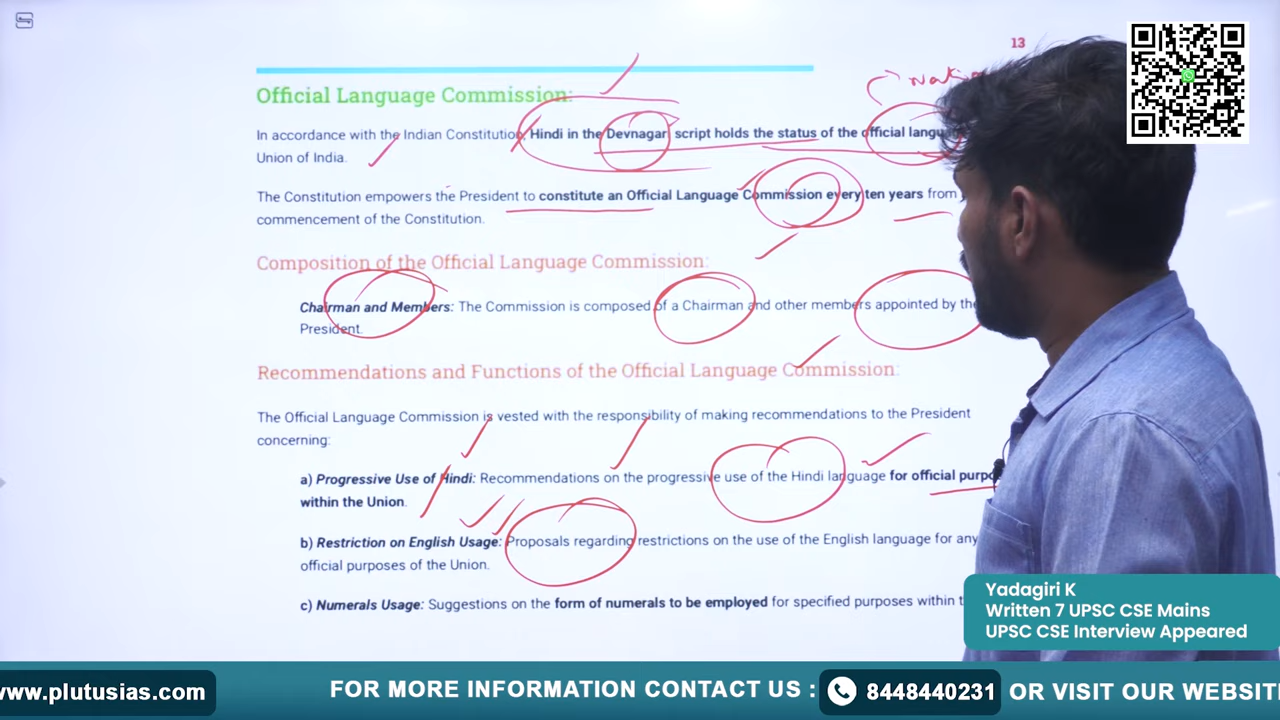 13
Official Language Commission:
In accordance with the Indian Constitution, Hindi in the Devnagari script holds the status of the official
Union of India.
The Constitution empowers the President to constitute an Official Language Commission every ten years from
commencement of the Constitution.
Composition of the Official Language Commission:
Chairman and Members: The Commission is composed of a Chairman and other members appointed by the
President.
Recommendations and Functions of the Official Language Commission:
The Official Language Commission is vested with the responsibility of making recommendations to the President
concerning:
a) Progressive Use of Hindi: Recommendations on the progressive use of the Hindi language for official
within the Union.
b) Restriction on English Usage: Proposals regarding restrictions on the use of the English language for any
official purposes of the Union.
c) Numerals Usage: Suggestions on the form of numerals to be employed for specified purposes within
Yadagiri K
Written 7 UPSC CSE Mains
UPSC CSE Interview Appeared
www.plutusias.com
FOR MORE INFORMATION CONTACT US : 8448440231 OR VISIT OUR